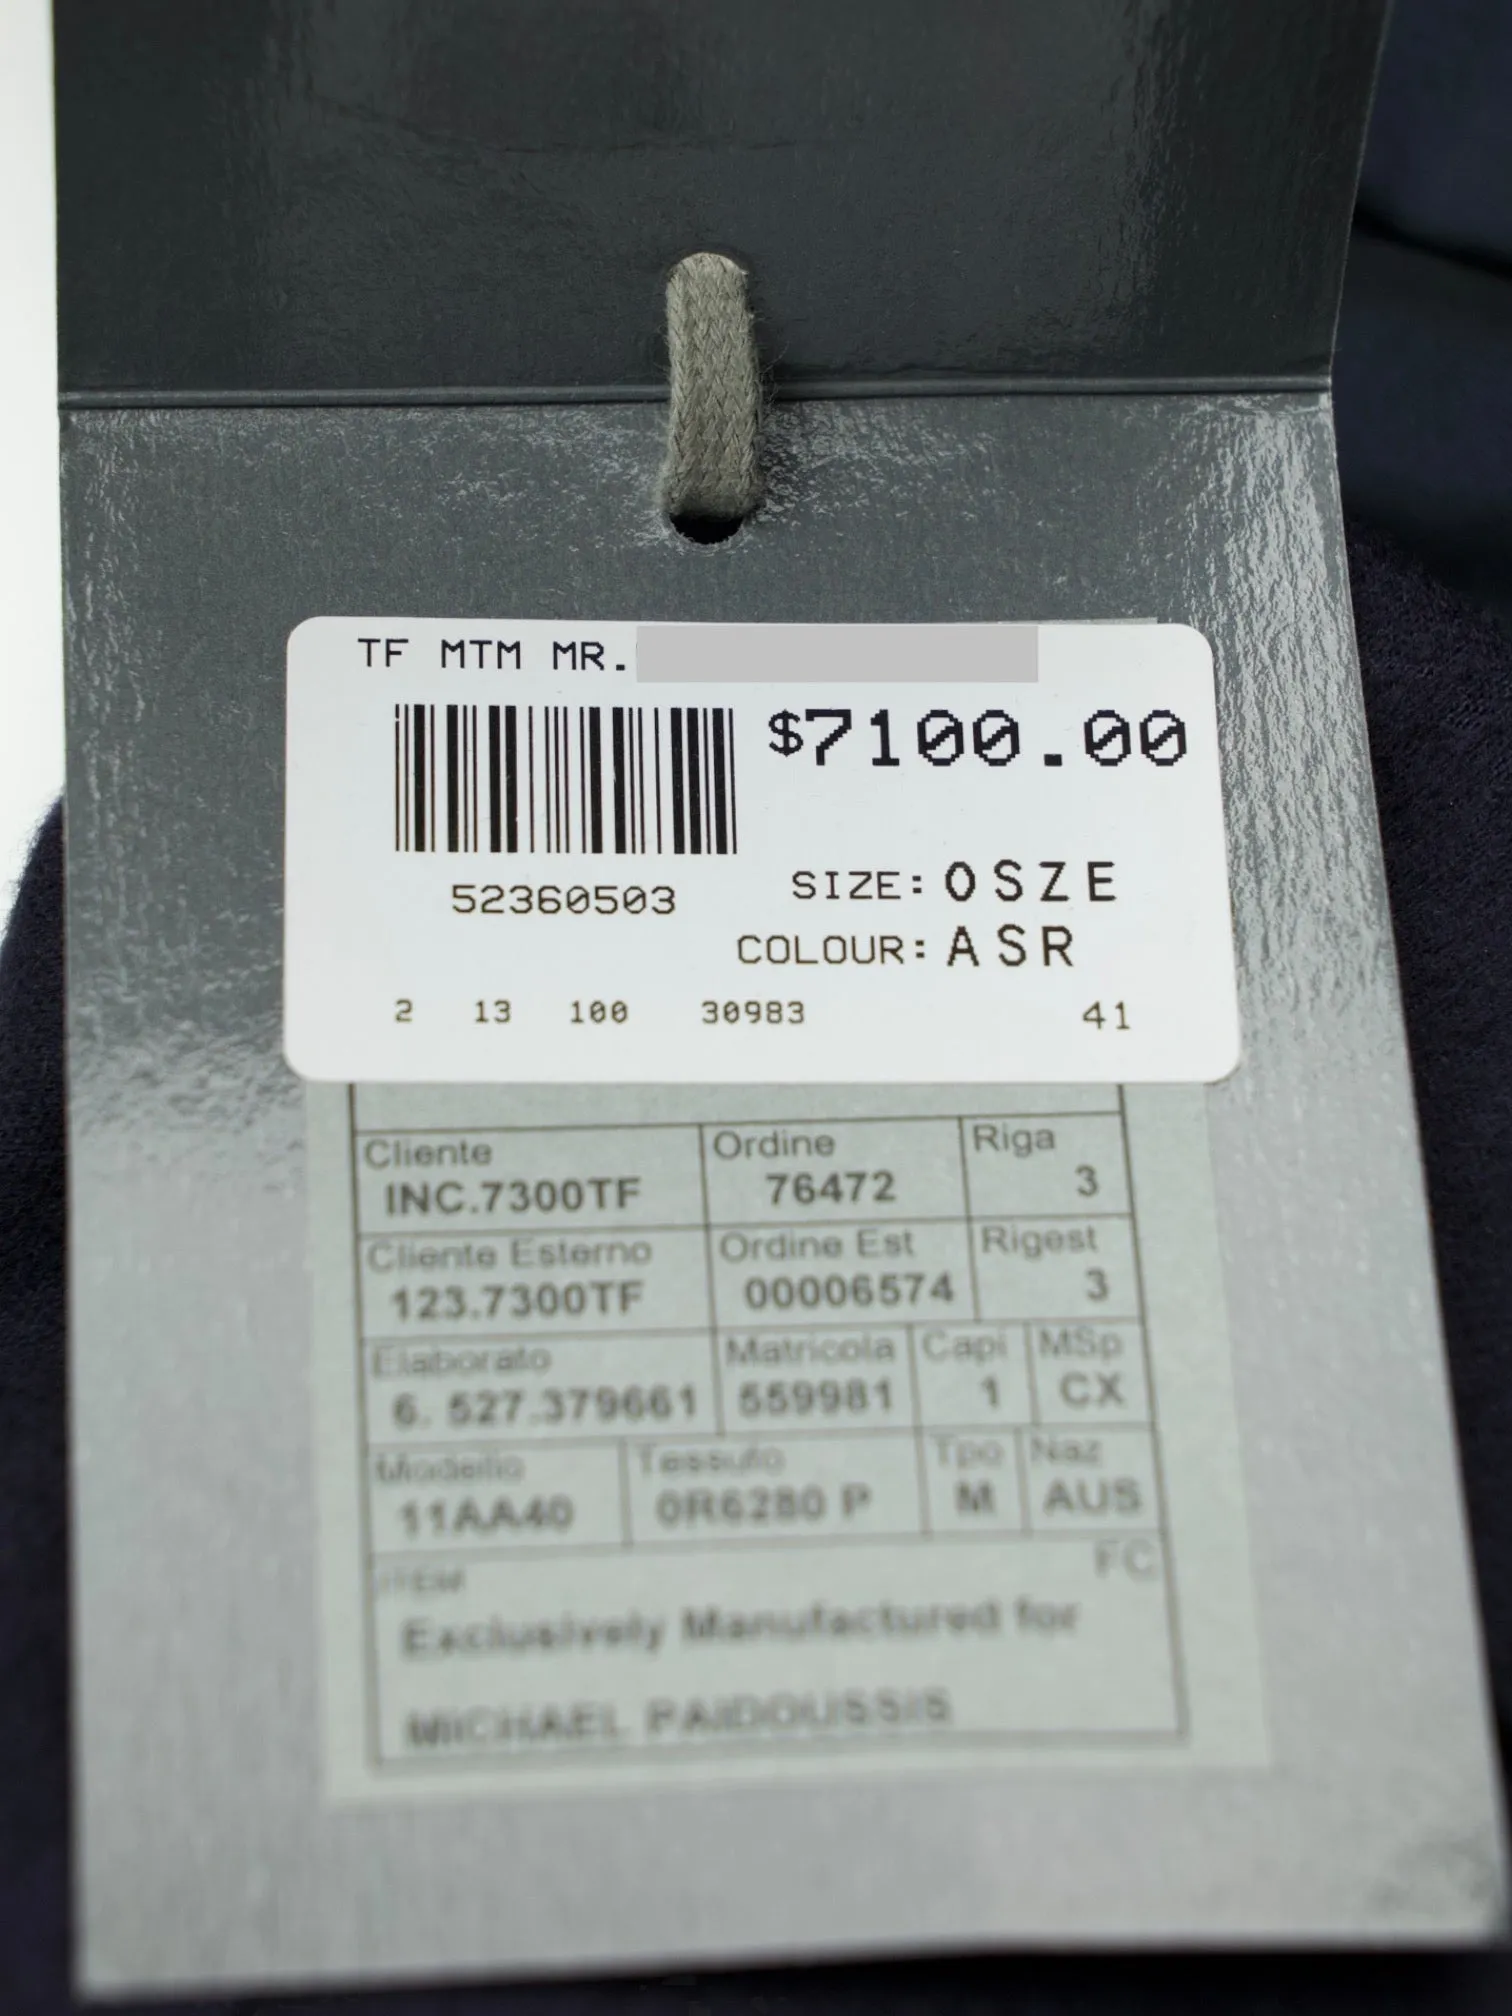 TF MTM MR.
$7100.00
52360503
SIZE: OSZE
COLOUR: ASR
2 13 100 30983 41
Cliente Ordine Riga
INC.7300TF 76472 3
Cliente Esterno Ordine Est Rigest
123.7300TF 00006574 3
Elaborato Matricola Capi MSp
6. 527.379661 559981 1 CX
Modello Tessuto Tpo Naz
11AA40 0R6280 P M AUS
ITEM FC
Exclusively Manufactured for
MICHAEL PAIDOUSSIS